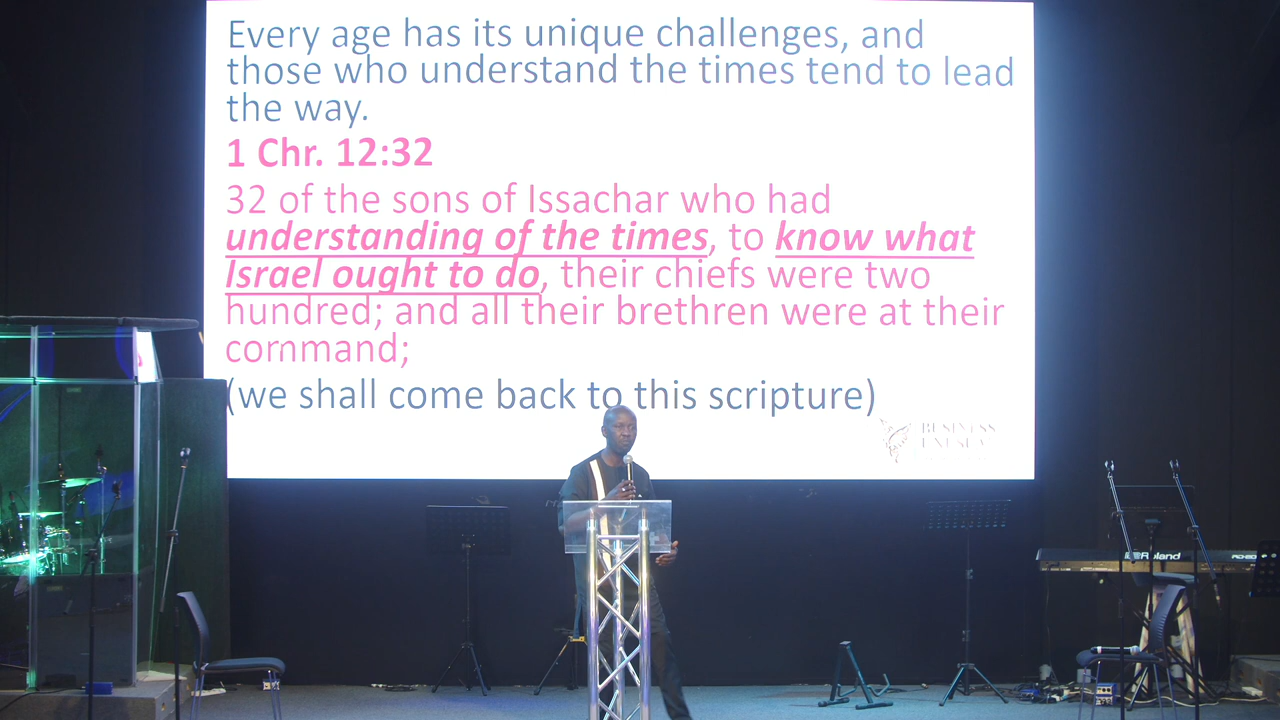 Every age has its unique challenges, and
those who understand the times tend to lead
the way.
1 Chr. 12:32
32 of the sons of Issachar who had
understanding of the times, to know what
Israel ought to do, their chiefs were two
hundred; and all their brethren were at their
command;
(we shall come back to this scripture)
BUSINESS
Roland